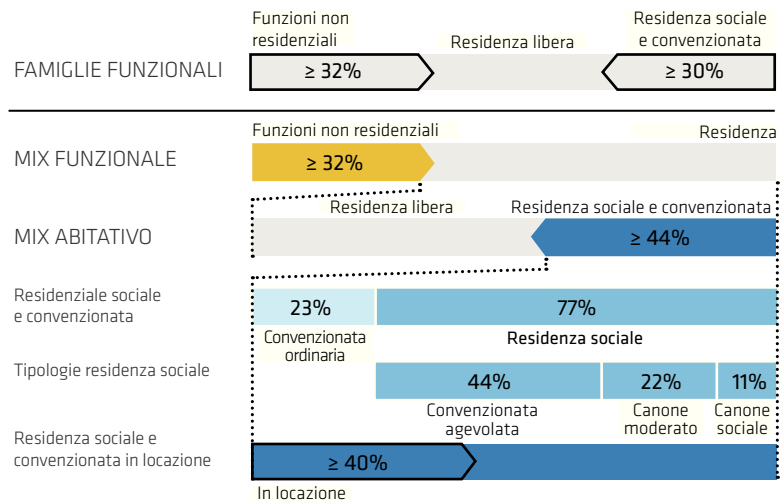 Funzioni non
residenziali
Residenza libera
Residenza sociale
e convenzionata
FAMIGLIE FUNZIONALI
≥ 32%
≥ 30%
Funzioni non residenziali
Residenza
MIX FUNZIONALE
≥ 32%
Residenza libera
Residenza sociale e convenzionata
MIX ABITATIVO
≥ 44%
Residenziale sociale
e convenzionata
23%
77%
Convenzionata
ordinaria
Residenza sociale
Tipologie residenza sociale
44%
22%
11%
Convenzionata
agevolata
Canone
moderato
Canone
sociale
Residenza sociale e
convenzionata in locazione
≥ 40%
In locazione